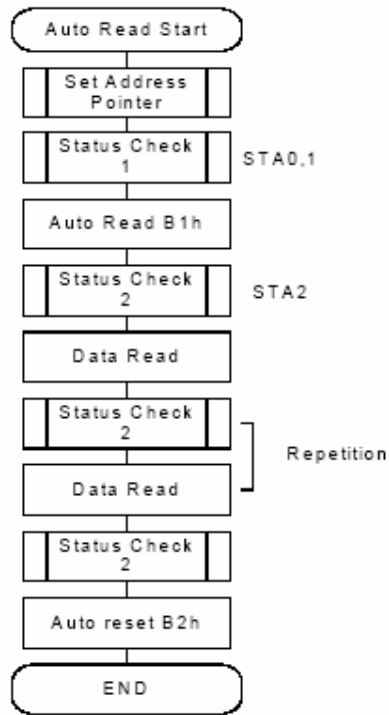 Auto Read Start
Set Address
Pointer
Status Check
1
STA0,1
Auto Read B1h
Status Check
2
STA2
Data Read
Status Check
2
Repetition
Data Read
Status Check
2
Auto reset B2h
END